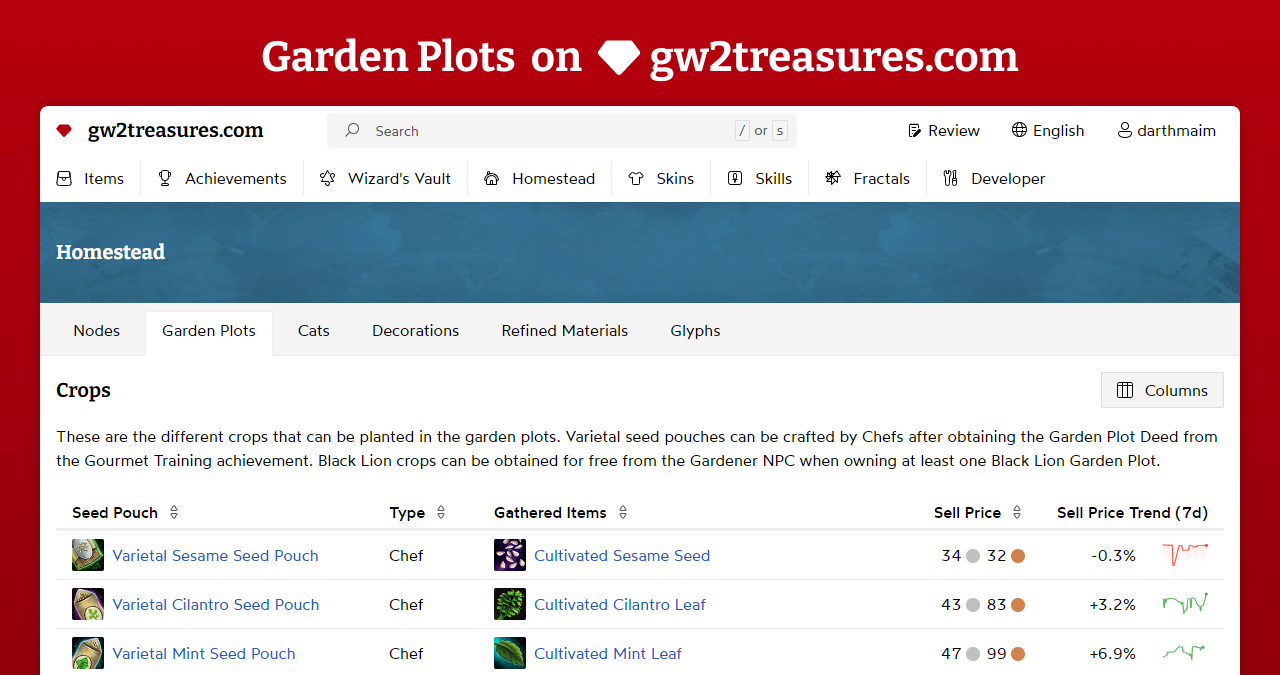 Garden Plots on gw2treasures.com
gw2treasures.com Search / or s Review English darthmaim
Items Achievements Wizard's Vault Homestead Skins Skills Fractals Developer
Homestead
Nodes Garden Plots Cats Decorations Refined Materials Glyphs
Crops Columns
These are the different crops that can be planted in the garden plots. Varietal seed pouches can be crafted by Chefs after obtaining the Garden Plot Deed from
the Gourmet Training achievement. Black Lion crops can be obtained for free from the Gardener NPC when owning at least one Black Lion Garden Plot.
Seed Pouch Type Gathered Items Sell Price Sell Price Trend (7d)
Varietal Sesame Seed Pouch Chef Cultivated Sesame Seed 34 32 -0.3%
Varietal Cilantro Seed Pouch Chef Cultivated Cilantro Leaf 43 83 +3.2%
Varietal Mint Seed Pouch Chef Cultivated Mint Leaf 47 99 +6.9%